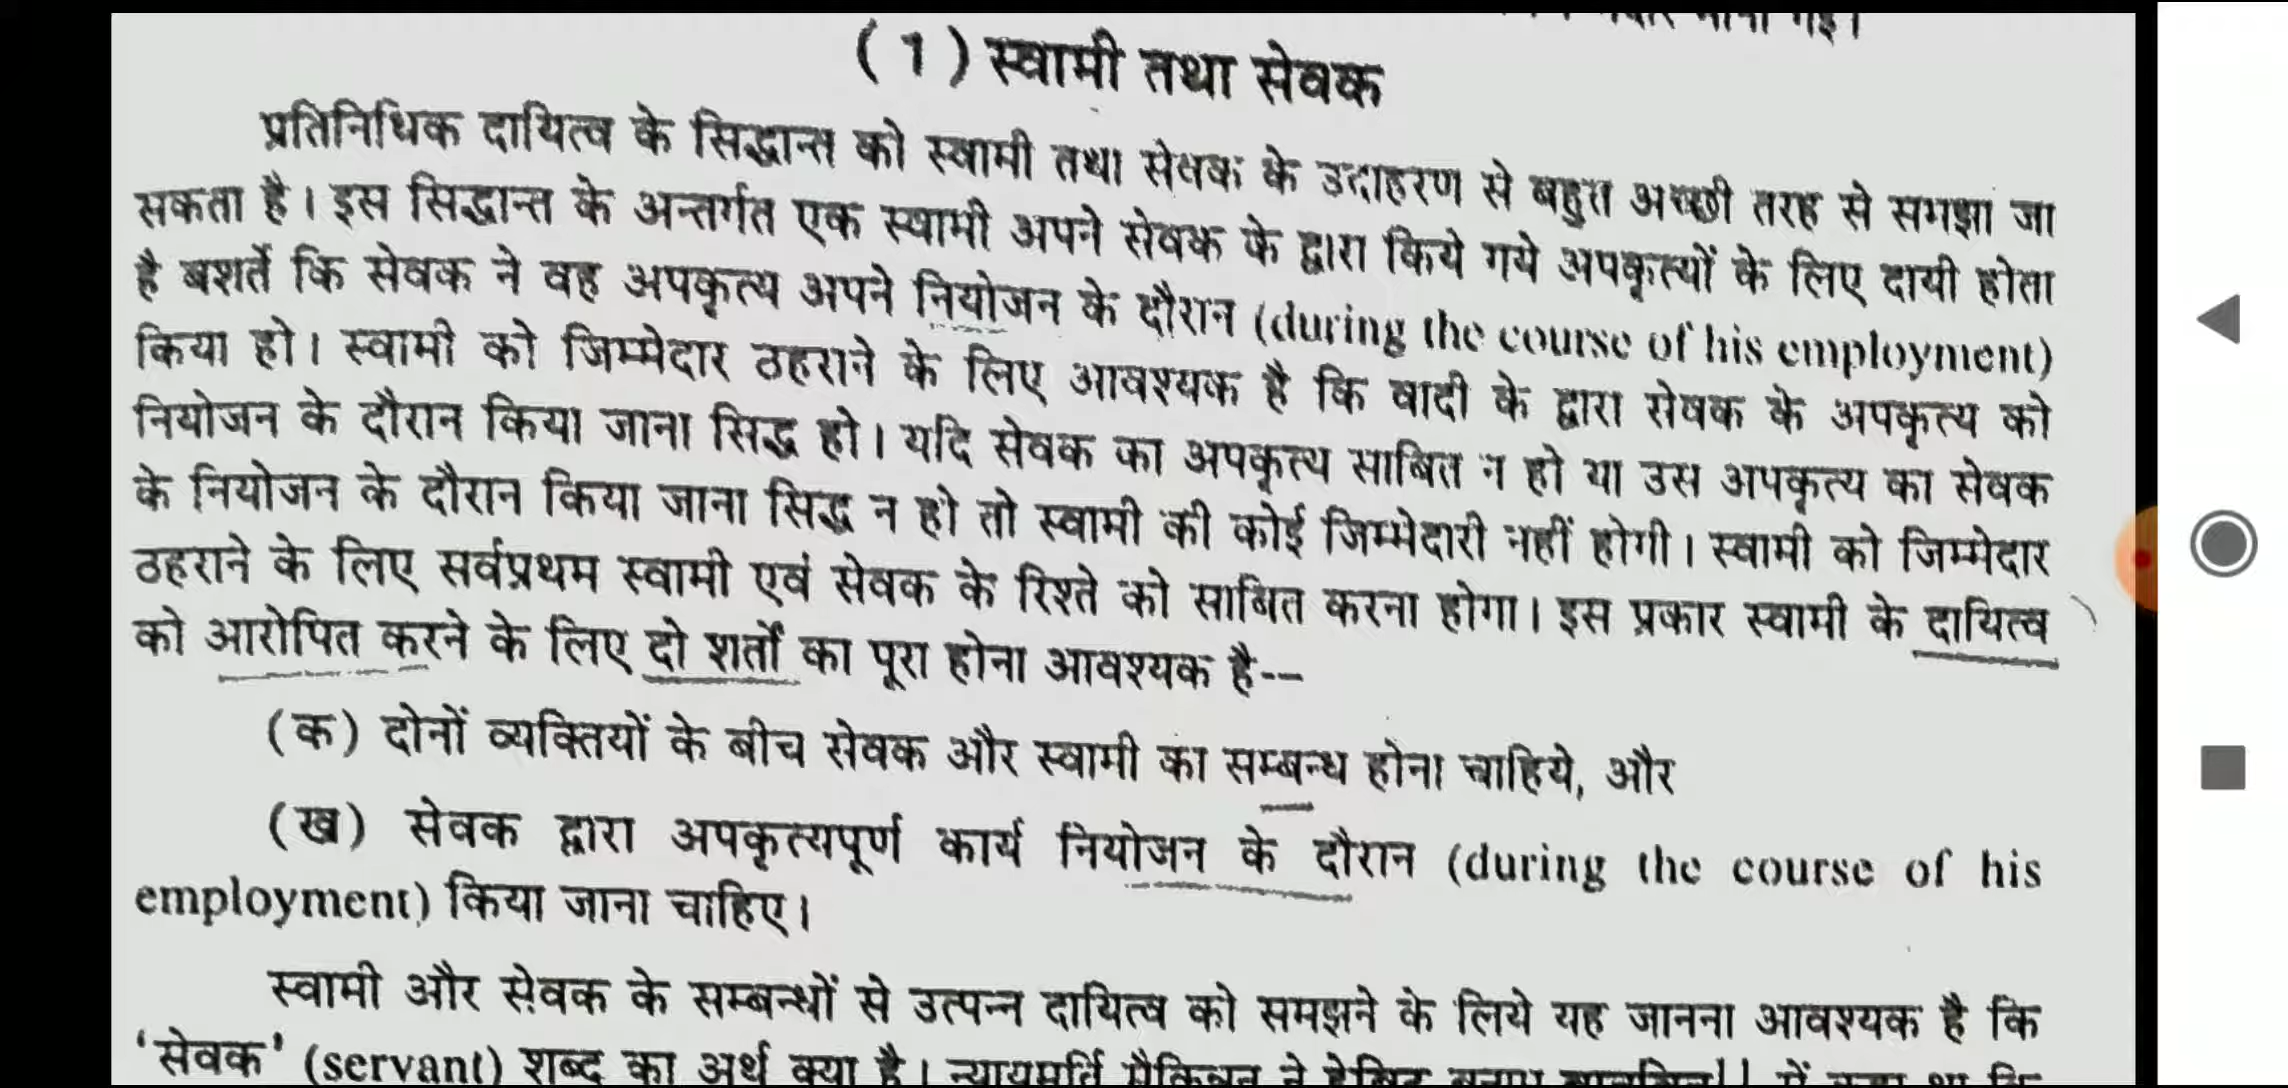 ( 1 ) स्वामी तथा सेवक
प्रतिनिधिक दायित्व के सिद्धान्त को स्वामी तथा सेवक के उदाहरण से बहुत अच्छी तरह से समझा जा
सकता है। इस सिद्धान्त के अन्तर्गत एक स्वामी अपने सेवक के द्वारा किये गये अपकृत्यों के लिए दायी होता
है बशर्ते कि सेवक ने वह अपकृत्य अपने नियोजन के दौरान (during the course of his employment)
किया हो। स्वामी को जिम्मेदार ठहराने के लिए आवश्यक है कि वादी के द्वारा सेवक के अपकृत्य को
नियोजन के दौरान किया जाना सिद्ध हो। यदि सेवक का अपकृत्य साबित न हो या उस अपकृत्य का सेवक
के नियोजन के दौरान किया जाना सिद्ध न हो तो स्वामी की कोई जिम्मेदारी नहीं होगी। स्वामी को जिम्मेदार
ठहराने के लिए सर्वप्रथम स्वामी एवं सेवक के रिश्ते को साबित करना होगा। इस प्रकार स्वामी के दायित्व
को आरोपित करने के लिए दो शर्तों का पूरा होना आवश्यक है--
(क) दोनों व्यक्तियों के बीच सेवक और स्वामी का सम्बन्ध होना चाहिये, और
(ख) सेवक द्वारा अपकृत्यपूर्ण कार्य नियोजन के दौरान (during the course of his
employment) किया जाना चाहिए।
स्वामी और सेवक के सम्बन्धों से उत्पन्न दायित्व को समझने के लिये यह जानना आवश्यक है कि
'सेवक' (servant) शब्द का अर्थ क्या है। न्यायमूर्ति